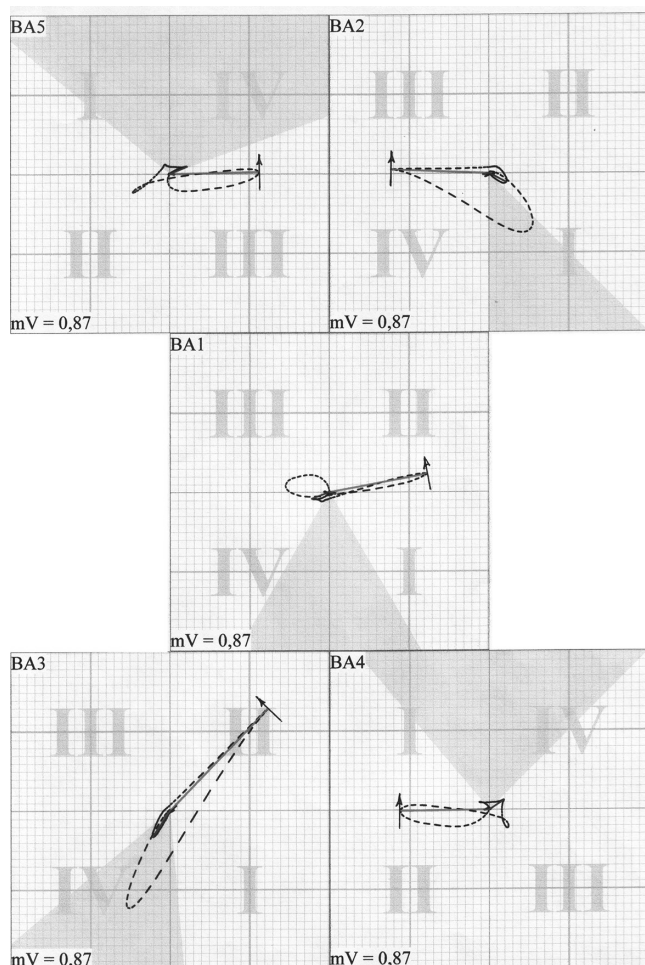 BA5
I IV
II III
mV = 0,87
BA2
III II
IV I
mV = 0,87
BA1
III II
IV I
mV = 0,87
BA3
III II
IV I
mV = 0,87
BA4
I IV
II III
mV = 0,87